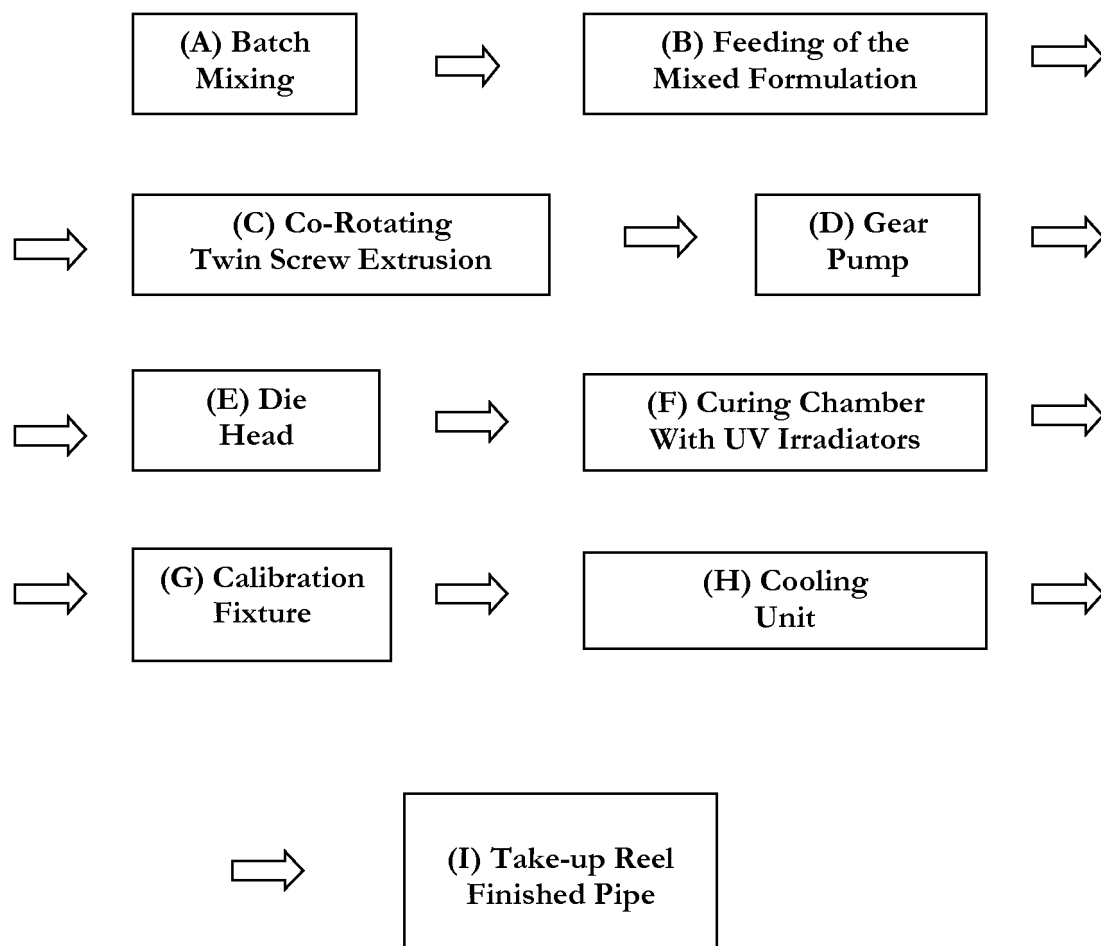 (A) Batch
Mixing
(B) Feeding of the
Mixed Formulation
(C) Co-Rotating
Twin Screw Extrusion
(D) Gear
Pump
(E) Die
Head
(F) Curing Chamber
With UV Irradiators
(G) Calibration
Fixture
(H) Cooling
Unit
(I) Take-up Reel
Finished Pipe